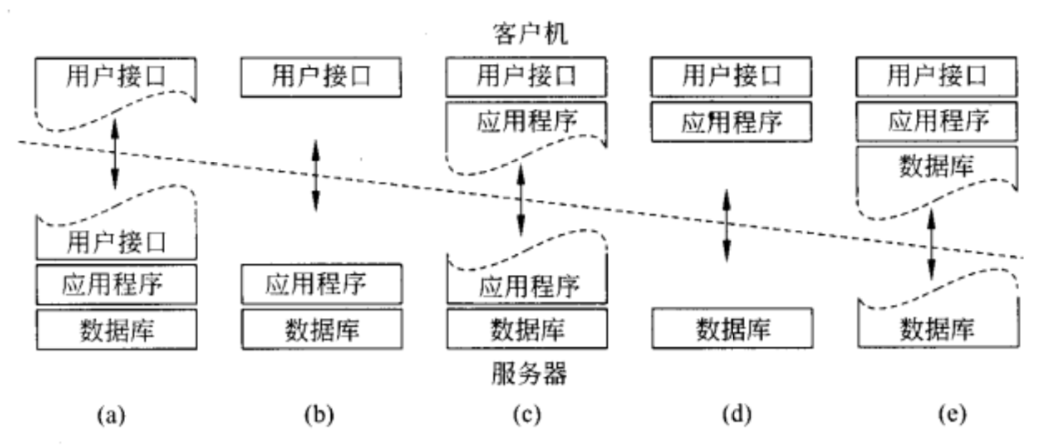 客户机
用户接口 用户接口 用户接口 用户接口 用户接口
应用程序 应用程序 应用程序
数据库
用户接口
应用程序 应用程序 应用程序
数据库 数据库 数据库 数据库 数据库
服务器
(a) (b) (c) (d) (e)